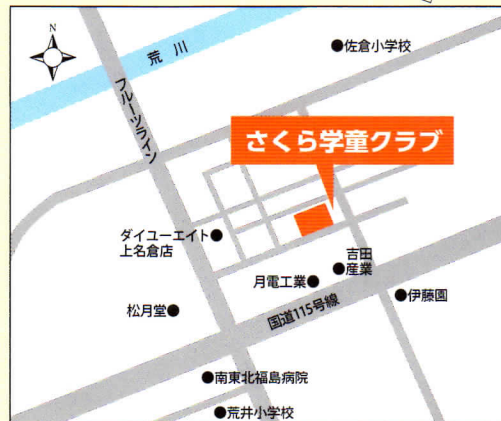 N
荒川
佐倉小学校
フルーツライン
さくら学童クラブ
ダイユーエイト
上名倉店
吉田
産業
月電工業
伊藤園
松月堂
国道115号線
南東北福島病院
荒井小学校